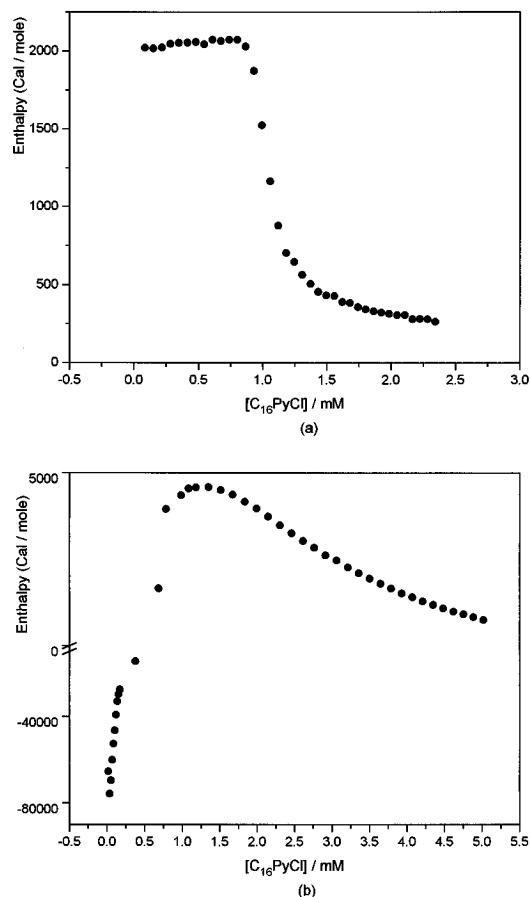 Enthalpy (Cal / mole)
2000
1500
1000
500
0
-0.5 0.0 0.5 1.0 1.5 2.0 2.5 3.0
[C₁₆PyCl] / mM
(a)
Enthalpy (Cal / mole)
5000
0
-40000
-80000
-0.5 0.0 0.5 1.0 1.5 2.0 2.5 3.0 3.5 4.0 4.5 5.0 5.5
[C₁₆PyCl] / mM
(b)